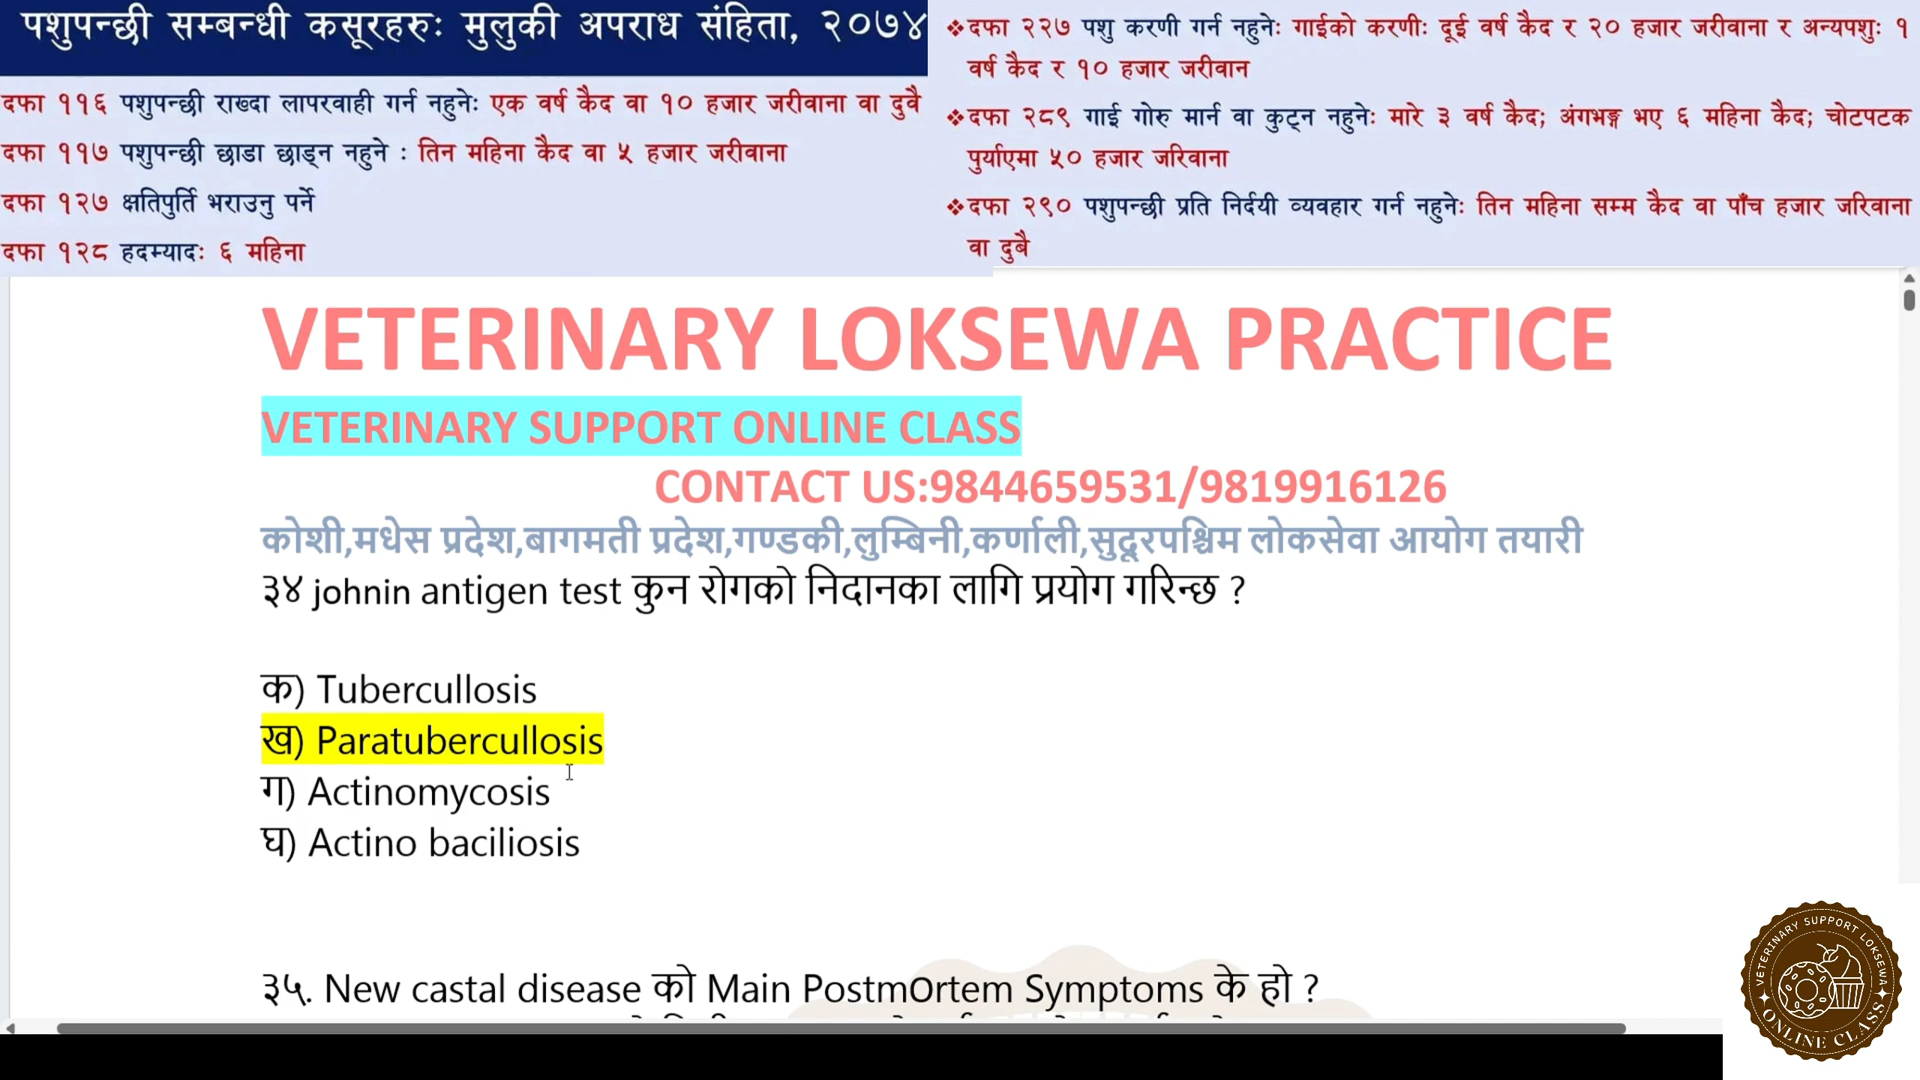 पशुपन्छी सम्बन्धी कसूरहरुः मुलुकी अपराध संहिता, २०७४
दफा ११६ पशुपन्छी राख्दा लापरवाही गर्न नहुनेः एक वर्ष कैद वा १० हजार जरीवाना वा दुवै
दफा ११७ पशुपन्छी छाडा छाड्न नहुने : तिन महिना कैद वा ५ हजार जरीवाना
दफा १२७ क्षतिपुर्ति भराउनु पर्ने
दफा १२८ हदम्यादः ६ महिना
❖दफा २२७ पशु करणी गर्न नहुनेः गाईको करणीः दूई वर्ष कैद र २० हजार जरीवाना र अन्यपशुः १
वर्ष कैद र १० हजार जरीवान
❖दफा २८९ गाई गोरु मार्न वा कुट्न नहुनेः मारे ३ वर्ष कैद; अंगभङ्ग भए ६ महिना कैद; चोटपटक
पुर्याएमा ५० हजार जरिवाना
❖दफा २९० पशुपन्छी प्रति निर्दयी व्यवहार गर्न नहुनेः तिन महिना सम्म कैद वा पाँच हजार जरिवाना
वा दुबै
VETERINARY LOKSEWA PRACTICE
VETERINARY SUPPORT ONLINE CLASS
CONTACT US:9844659531/9819916126
कोशी,मधेस प्रदेश,बागमती प्रदेश,गण्डकी,लुम्बिनी,कर्णाली,सुदूरपश्चिम लोकसेवा आयोग तयारी
३४ johnin antigen test कुन रोगको निदानका लागि प्रयोग गरिन्छ ?
क) Tubercullosis
ख) Paratubercullosis
ग) Actinomycosis
घ) Actino baciliosis
३५. New castal disease को Main PostmOrtem Symptoms के हो ?
VETERINARY SUPPORT LOKSEWA
ONLINE CLASS